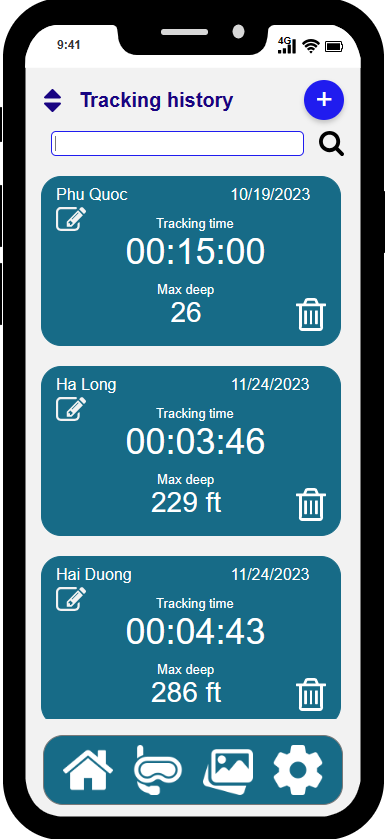 9:41
4G
Tracking history
+
Phu Quoc 10/19/2023
Tracking time
00:15:00
Max deep
26
Ha Long 11/24/2023
Tracking time
00:03:46
Max deep
229 ft
Hai Duong 11/24/2023
Tracking time
00:04:43
Max deep
286 ft